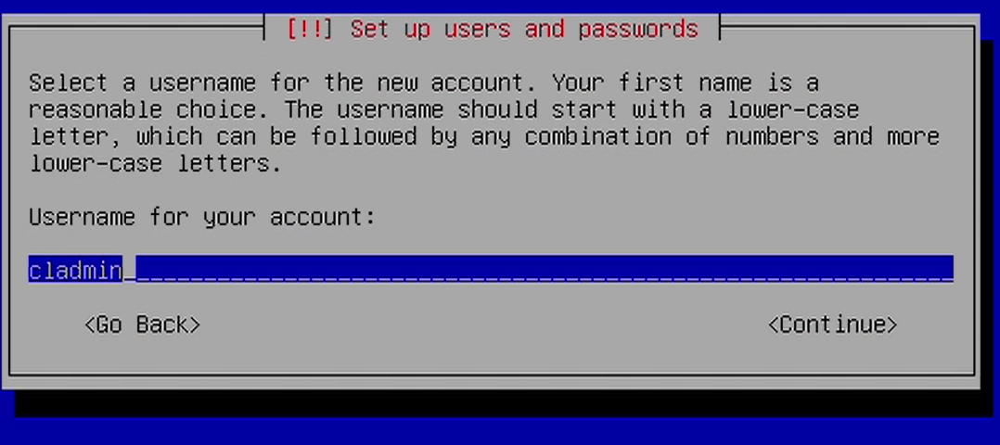 [!!] Set up users and passwords
Select a username for the new account. Your first name is a
reasonable choice. The username should start with a lower-case
letter, which can be followed by any combination of numbers and more
lower-case letters.
Username for your account:
cladmin
<Go Back> <Continue>